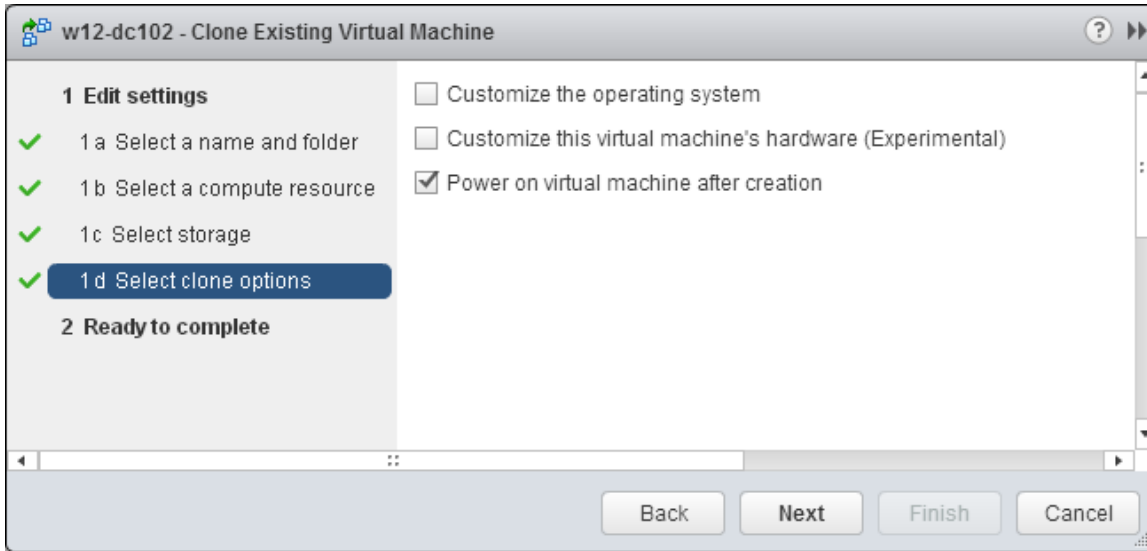 w12-dc102 - Clone Existing Virtual Machine
1 Edit settings
1a Select a name and folder
1b Select a compute resource
1c Select storage
1d Select clone options
2 Ready to complete
Customize the operating system
Customize this virtual machine's hardware (Experimental)
Power on virtual machine after creation
Back
Next
Finish
Cancel